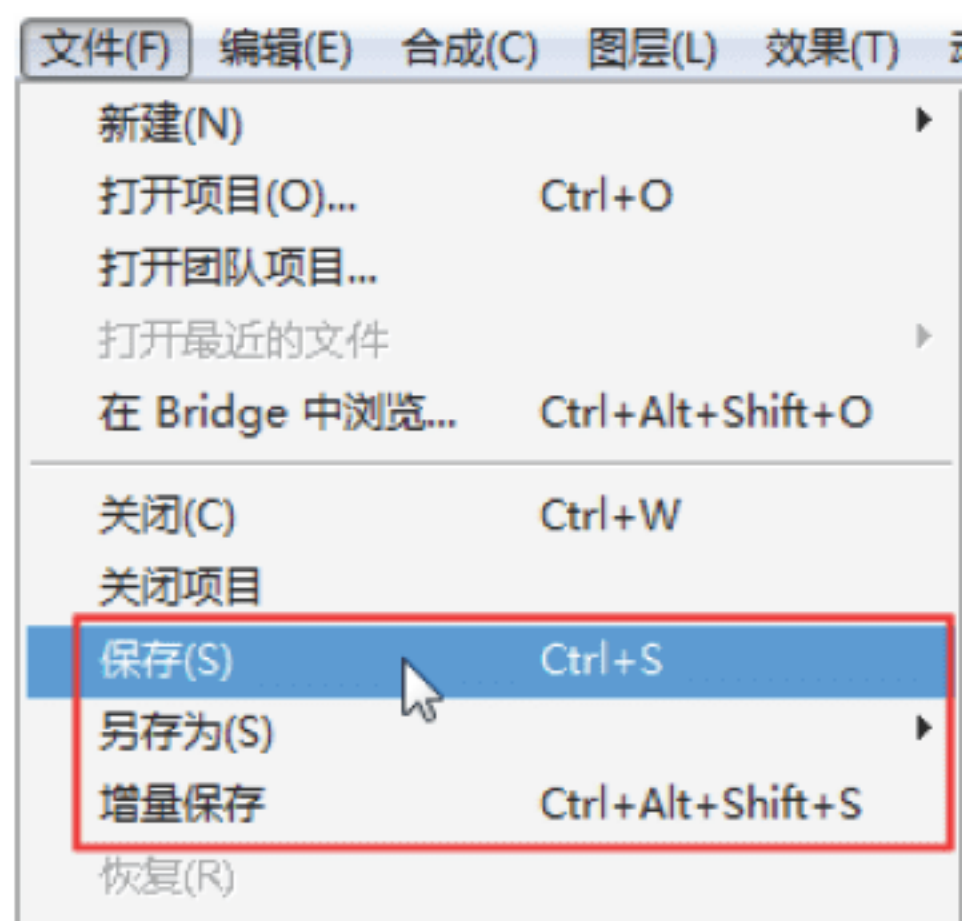 文件(F) 编辑(E) 合成(C) 图层(L) 效果(T)
新建(N)
打开项目(O)... Ctrl+O
打开团队项目...
打开最近的文件
在 Bridge 中浏览... Ctrl+Alt+Shift+O
关闭(C) Ctrl+W
关闭项目
保存(S) Ctrl+S
另存为(S)
增量保存 Ctrl+Alt+Shift+S
恢复(R)